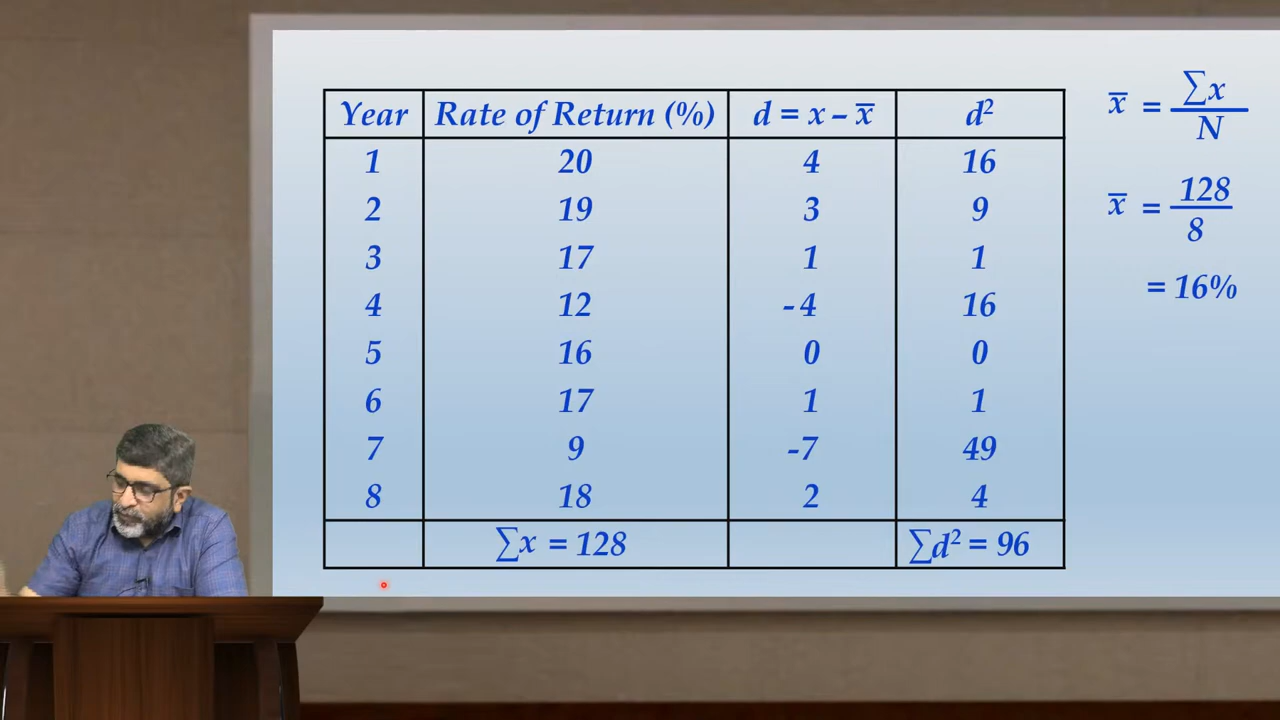 Year Rate of Return (%) d = x – x̅ d²
1 20 4 16
2 19 3 9
3 17 1 1
4 12 -4 16
5 16 0 0
6 17 1 1
7 9 -7 49
8 18 2 4
∑x = 128 ∑d² = 96
x̅ = ∑x / N
x̅ = 128 / 8
= 16%